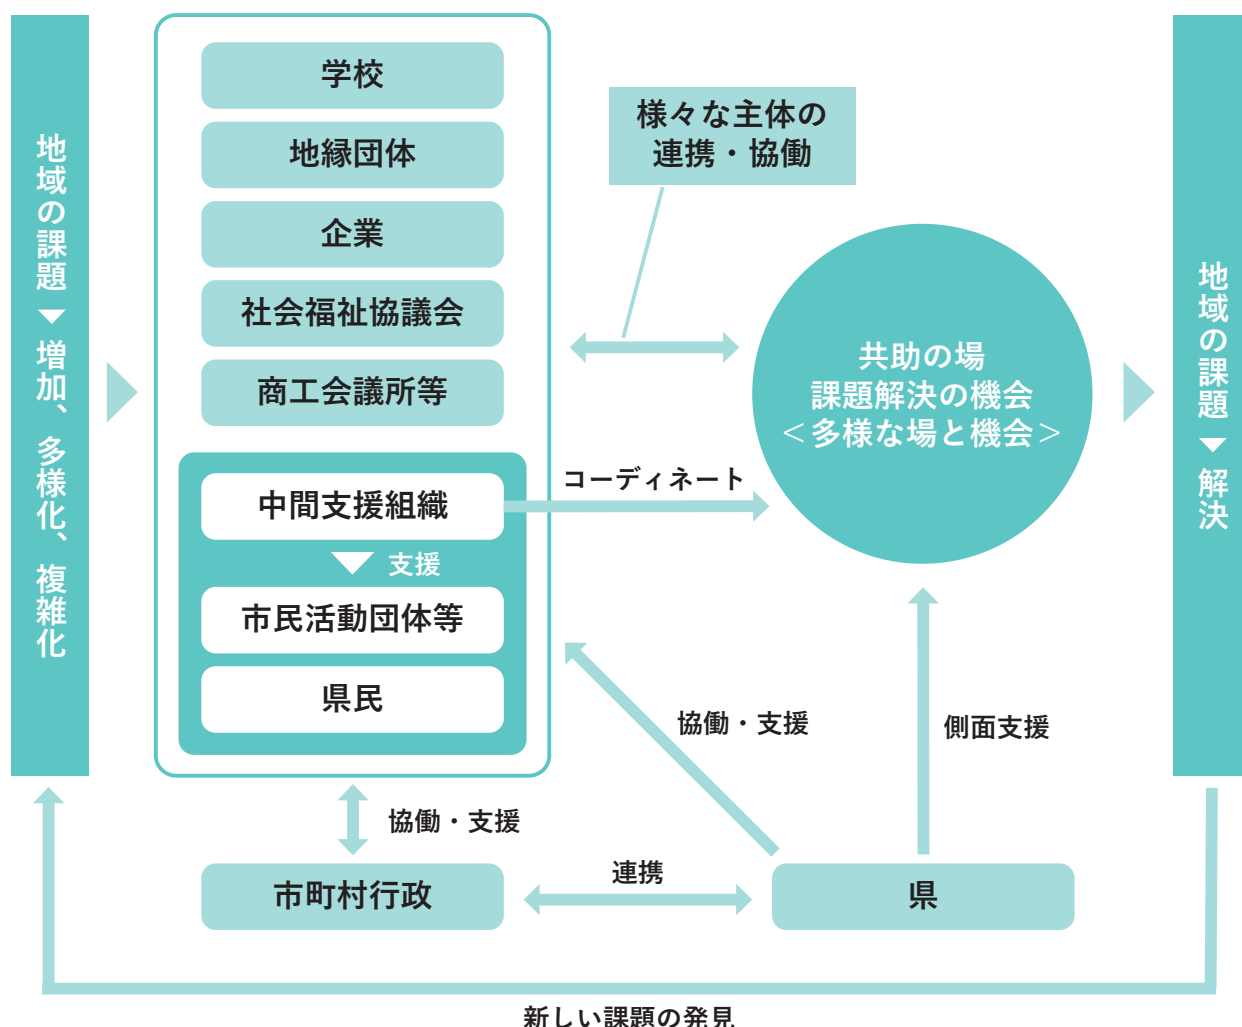 地域の課題
増加、多様化、複雑化
学校
地縁団体
企業
社会福祉協議会
商工会議所等
中間支援組織
支援
市民活動団体等
県民
様々な主体の
連携・協働
共助の場
課題解決の機会
＜多様な場と機会＞
コーディネート
地域の課題
解決
協働・支援
側面支援
協働・支援
市町村行政
連携
県
新しい課題の発見